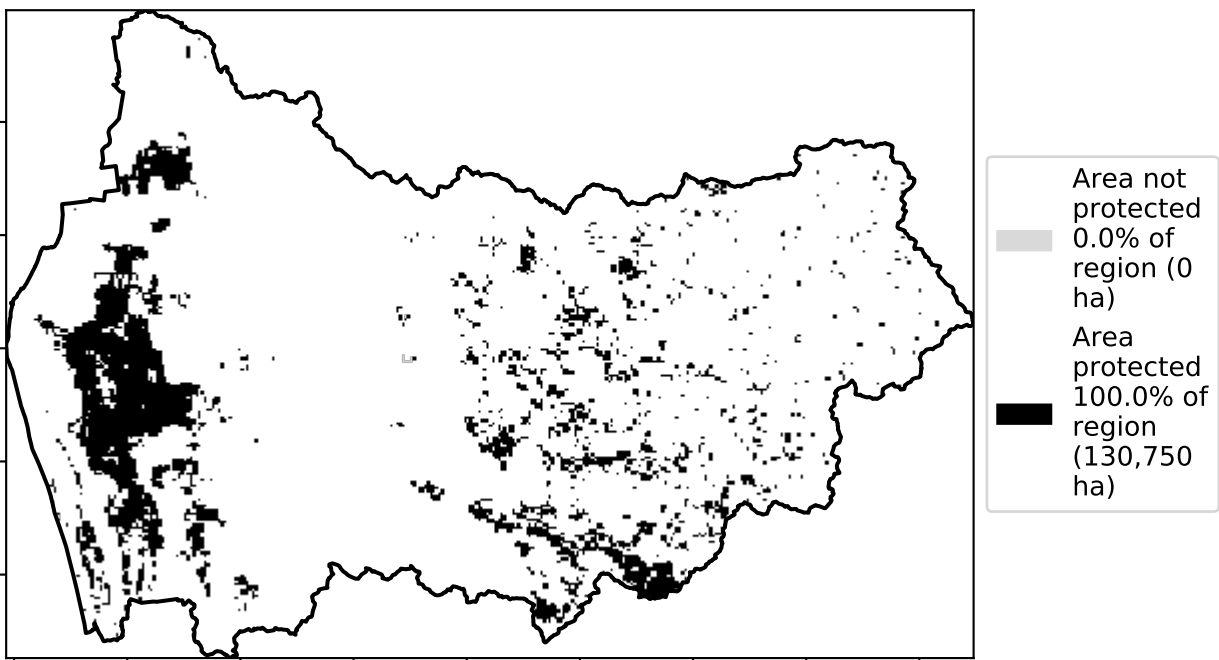 Area not
protected
0.0% of
region (0
ha)
Area
protected
100.0% of
region
(130,750
ha)